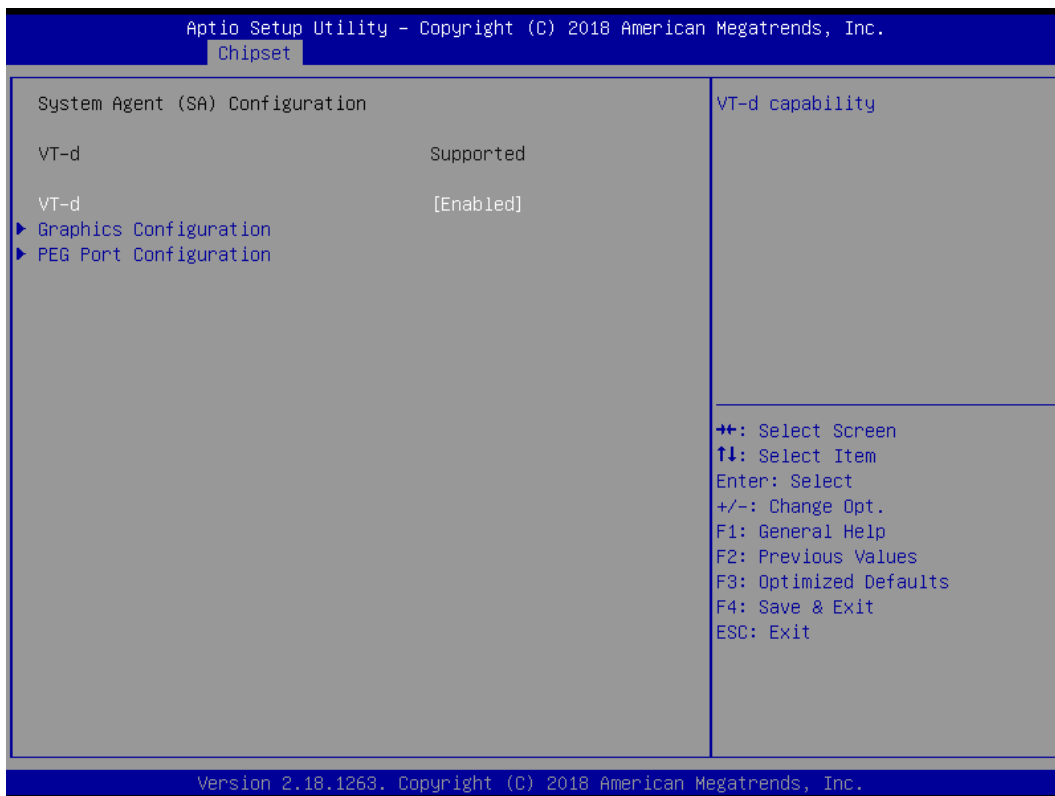 Aptio Setup Utility – Copyright (C) 2018 American Megatrends, Inc.
Chipset
System Agent (SA) Configuration
VT-d Supported
VT-d [Enabled]
▶ Graphics Configuration
▶ PEG Port Configuration
VT-d capability
→←: Select Screen
↑↓: Select Item
Enter: Select
+/-: Change Opt.
F1: General Help
F2: Previous Values
F3: Optimized Defaults
F4: Save & Exit
ESC: Exit
Version 2.18.1263. Copyright (C) 2018 American Megatrends, Inc.